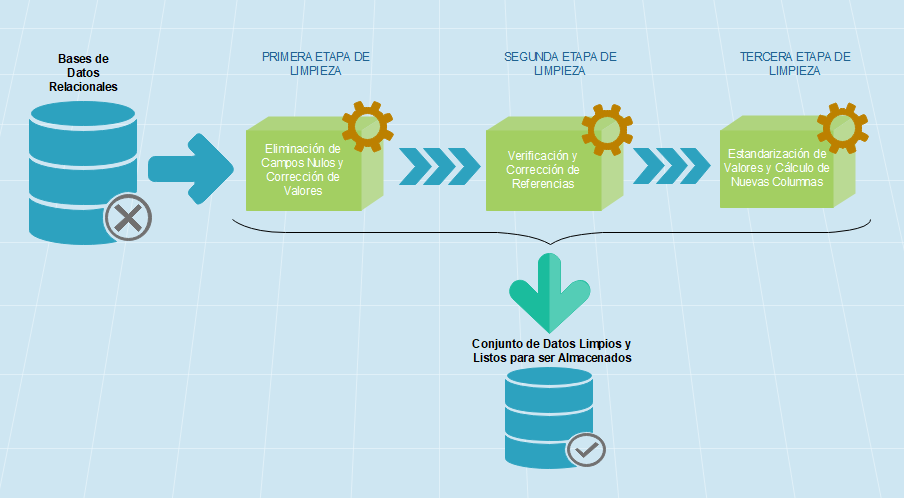 Bases de
Datos
Relacionales
PRIMERA ETAPA DE
LIMPIEZA
SEGUNDA ETAPA DE
LIMPIEZA
TERCERA ETAPA DE
LIMPIEZA
Eliminación de
Campos Nulos y
Corrección de
Valores
Verificación y
Corrección de
Referencias
Estandarización de
Valores y Cálculo de
Nuevas Columnas
Conjunto de Datos Limpios y
Listos para ser Almacenados